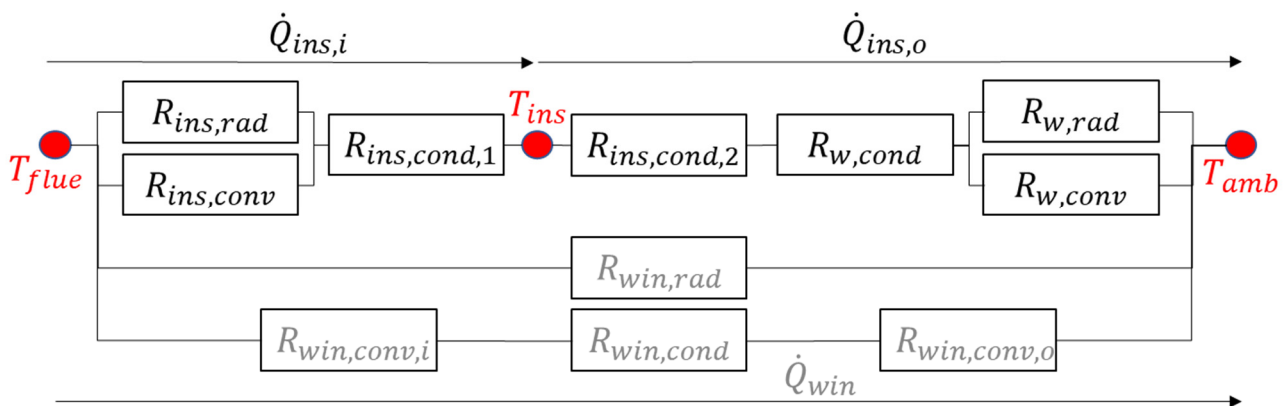 Q̇ins,i
Q̇ins,o
Rins,rad
Tins
Rw,rad
Rins,cond,1
Rins,cond,2
Rw,cond
Tflue
Rins,conv
Rw,conv
Tamb
Rwin,rad
Rwin,conv,i
Rwin,cond
Rwin,conv,o
Q̇win